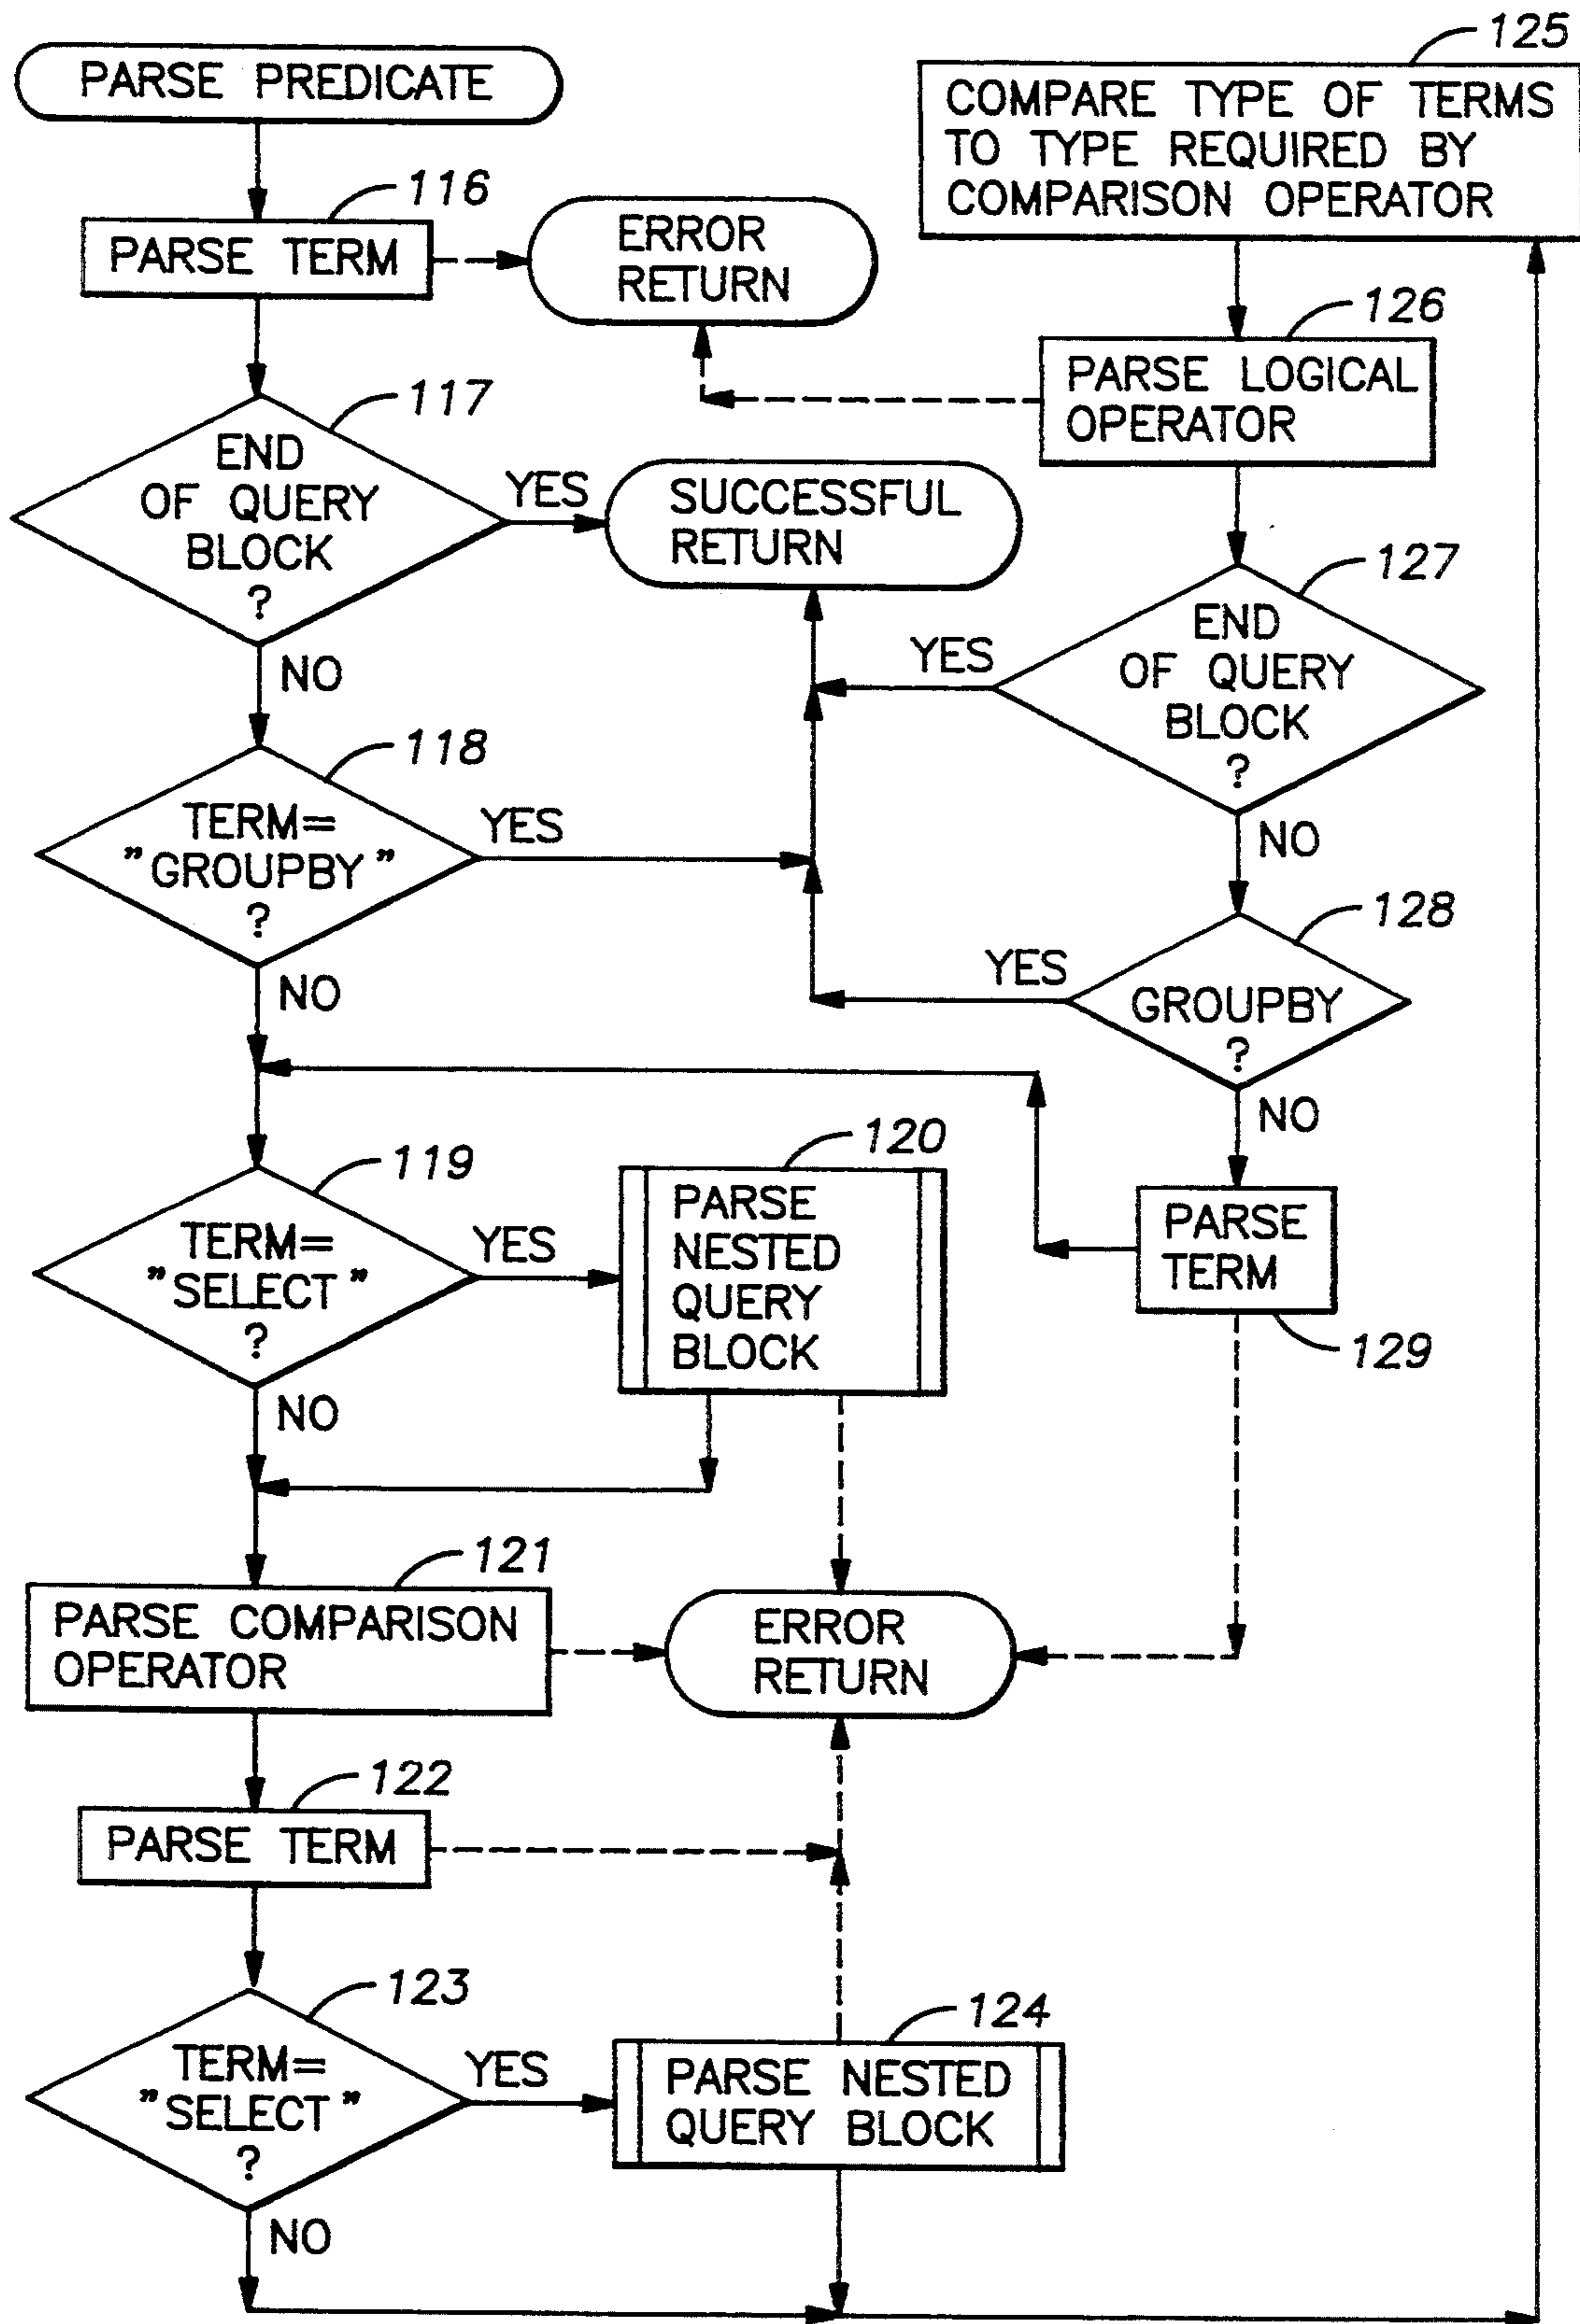 PARSE PREDICATE
116
PARSE TERM
ERROR
RETURN
117
END
OF QUERY
BLOCK
?
YES
NO
SUCCESSFUL
RETURN
118
TERM=
"GROUPBY"
?
YES
NO
119
TERM=
"SELECT"
?
YES
NO
120
PARSE
NESTED
QUERY
BLOCK
121
PARSE COMPARISON
OPERATOR
ERROR
RETURN
122
PARSE TERM
123
TERM=
"SELECT"
?
YES
NO
124
PARSE NESTED
QUERY BLOCK
125
COMPARE TYPE OF TERMS
TO TYPE REQUIRED BY
COMPARISON OPERATOR
126
PARSE LOGICAL
OPERATOR
127
END
OF QUERY
BLOCK
?
YES
NO
128
GROUPBY
?
YES
NO
PARSE
TERM
129